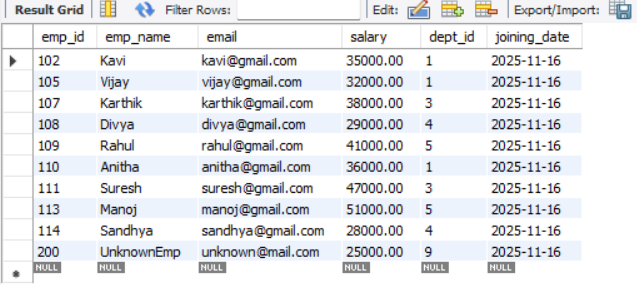 Result Grid Filter Rows: Edit: Export/Import:
emp_id emp_name email salary dept_id joining_date
102 Kavi kavi@gmail.com 35000.00 1 2025-11-16
105 Vijay vijay@gmail.com 32000.00 1 2025-11-16
107 Karthik karthik@gmail.com 38000.00 3 2025-11-16
108 Divya divya@gmail.com 29000.00 4 2025-11-16
109 Rahul rahul@gmail.com 41000.00 5 2025-11-16
110 Anitha anitha@gmail.com 36000.00 1 2025-11-16
111 Suresh suresh@gmail.com 47000.00 3 2025-11-16
113 Manoj manoj@gmail.com 51000.00 5 2025-11-16
114 Sandhya sandhya@gmail.com 28000.00 4 2025-11-16
200 UnknownEmp unknown@mail.com 25000.00 9 2025-11-16
NULL NULL NULL NULL NULL NULL